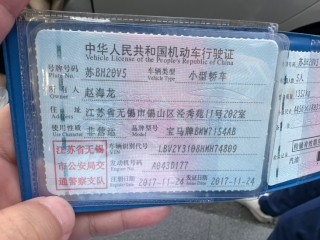 中华人民共和国机动车行驶证
Vehicle License of the People's Republic of China
号牌号码 苏BH20V5 车辆类型 小型轿车
Plate No. Vehicle Type
所有人 赵海龙
Owner
住址 江苏省无锡市锡山区泾秀苑11号202室
Address
使用性质 非营运 品牌型号 宝马牌BMW7154AB
Use Character Model
江苏省无锡
市公安局交
通警察支队
车辆识别代号 LBV2Y3108HMH74809
VIN
发动机号码 A043D177
Engine No.
注册日期 2017-11-24 发证日期 2017-11-24
Register Date Issue Date
5人